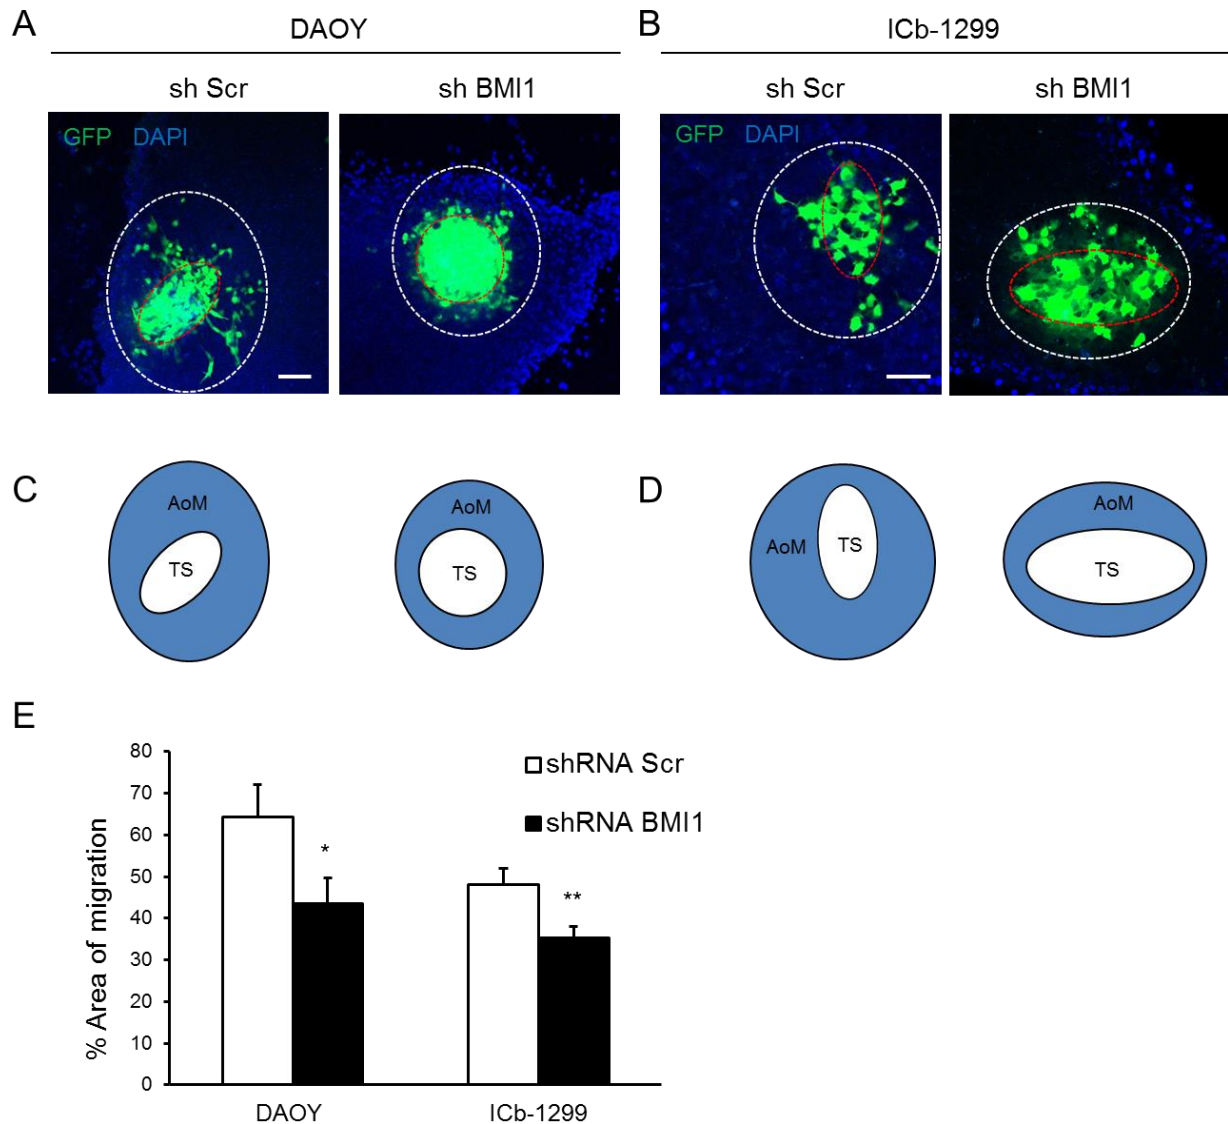 A
DAOY
B
ICb-1299
sh Scr
sh BMI1
sh Scr
sh BMI1
GFP DAPI
GFP DAPI
C
AoM
TS
AoM
TS
D
AoM
TS
AoM
TS
E
% Area of migration
80
70
60
50
40
30
20
10
0
shRNA Scr
shRNA BMI1
*
**
DAOY
ICb-1299